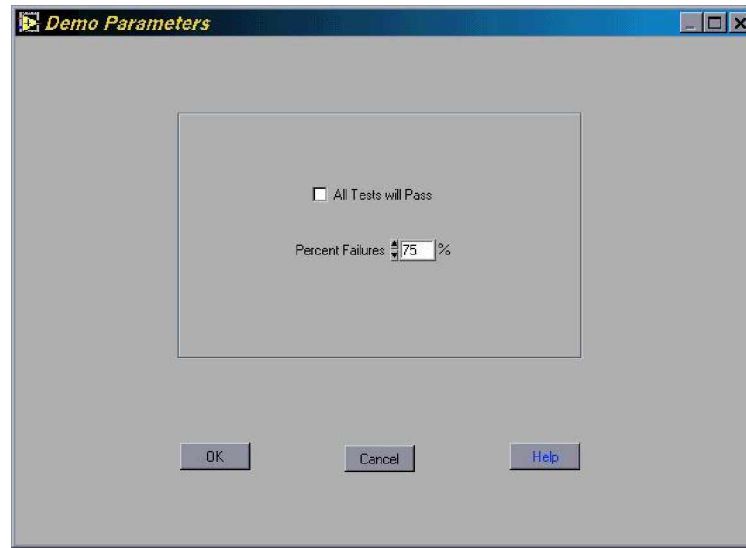 Demo Parameters
All Tests will Pass
Percent Failures 75 %
OK Cancel Help